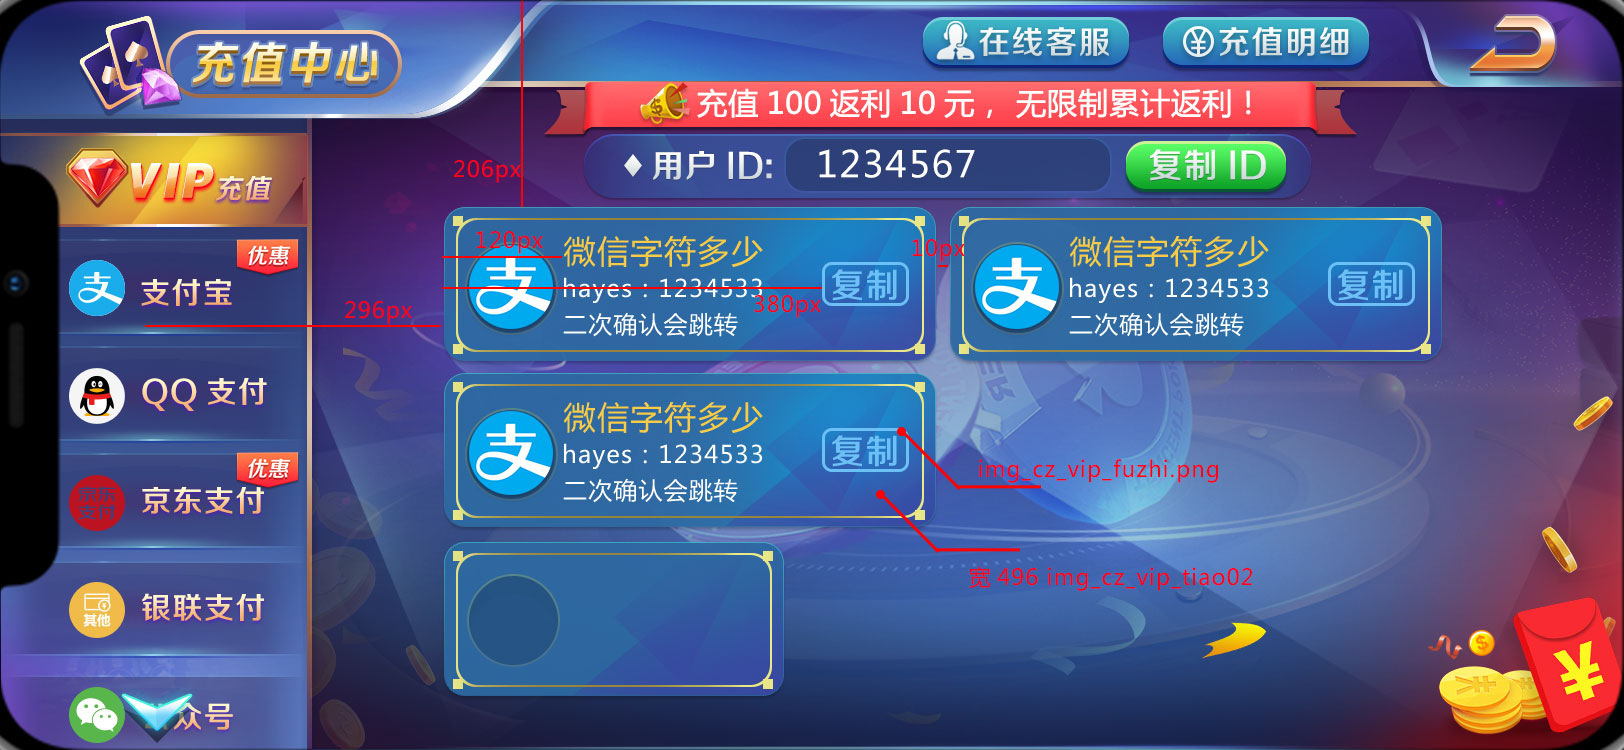 充值中心
在线客服
充值明细
充值 100 返利 10 元， 无限制累计返利！
♦ 用户 ID: 1234567 复制 ID
206px
VIP充值
优惠
支付宝
QQ 支付
优惠
京东
支付
京东支付
其他
银联支付
众号
296px
120px
支
微信字符多少
hayes : 1234533
二次确认会跳转
复制
380px
10px
支
微信字符多少
hayes : 1234533
二次确认会跳转
复制
支
微信字符多少
hayes : 1234533
二次确认会跳转
复制
img_cz_vip_fuzhi.png
宽 496 img_cz_vip_tiao02
¥